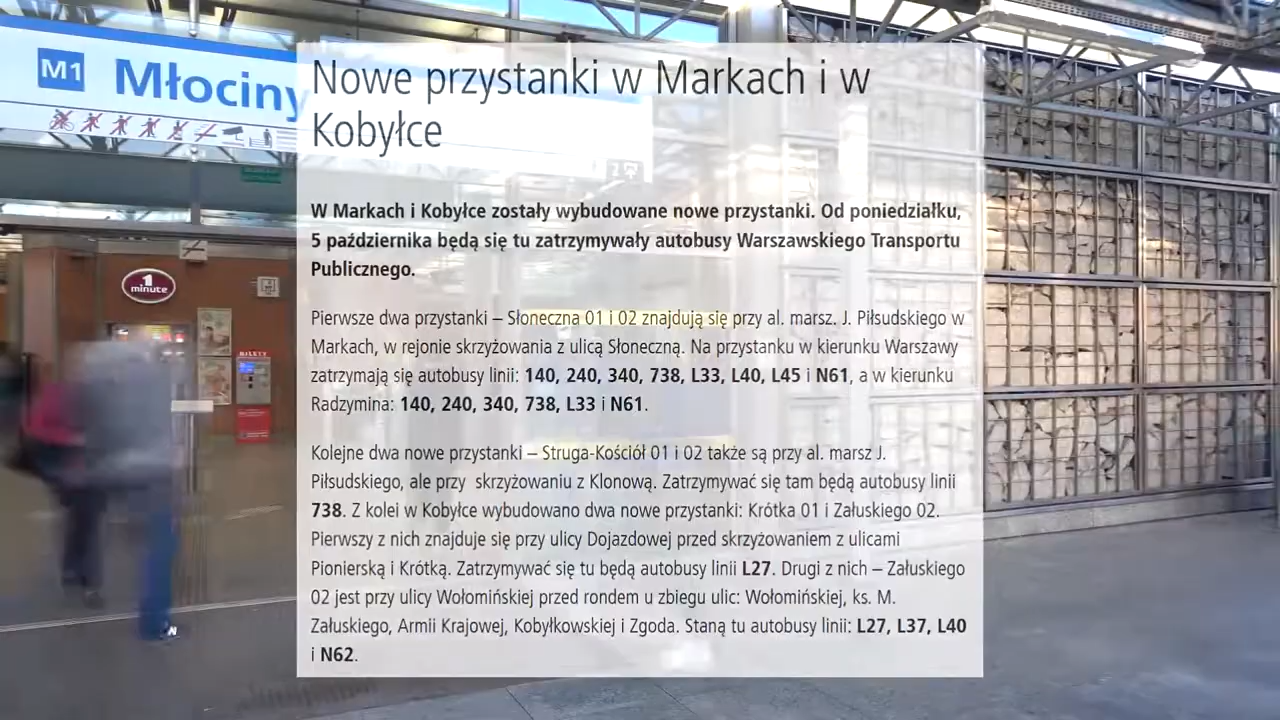 M1 Młociny
1
minute
BILETY
Nowe przystanki w Markach i w
Kobyłce
W Markach i Kobyłce zostały wybudowane nowe przystanki. Od poniedziałku,
5 października będą się tu zatrzymywały autobusy Warszawskiego Transportu
Publicznego.
Pierwsze dwa przystanki – Słoneczna 01 i 02 znajdują się przy al. marsz. J. Piłsudskiego w
Markach, w rejonie skrzyżowania z ulicą Słoneczną. Na przystanku w kierunku Warszawy
zatrzymają się autobusy linii: 140, 240, 340, 738, L33, L40, L45 i N61, a w kierunku
Radzymina: 140, 240, 340, 738, L33 i N61.
Kolejne dwa nowe przystanki – Struga-Kościół 01 i 02 także są przy al. marsz J.
Piłsudskiego, ale przy  skrzyżowaniu z Klonową. Zatrzymywać się tam będą autobusy linii
738. Z kolei w Kobyłce wybudowano dwa nowe przystanki: Krótka 01 i Załuskiego 02.
Pierwszy z nich znajduje się przy ulicy Dojazdowej przed skrzyżowaniem z ulicami
Pionierską i Krótką. Zatrzymywać się tu będą autobusy linii L27. Drugi z nich – Załuskiego
02 jest przy ulicy Wołomińskiej przed rondem u zbiegu ulic: Wołomińskiej, ks. M.
Załuskiego, Armii Krajowej, Kobyłkowskiej i Zgoda. Staną tu autobusy linii: L27, L37, L40
i N62.